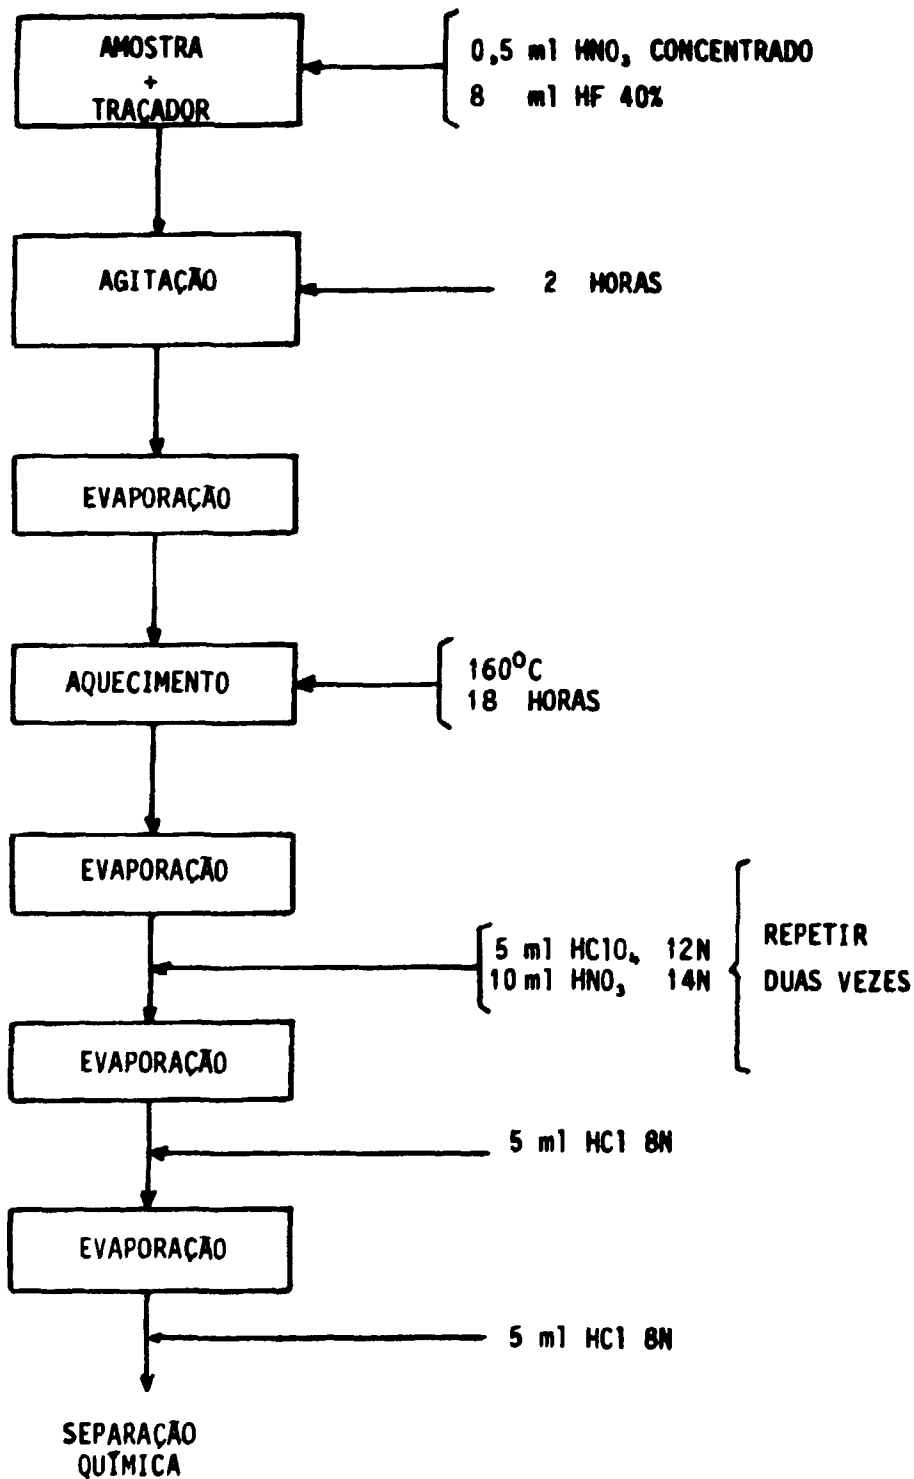 AMOSTRA
+
TRAÇADOR
0,5 ml HNO₃ CONCENTRADO
8 ml HF 40%
AGITAÇÃO
2 HORAS
EVAPORAÇÃO
AQUECIMENTO
160⁰C
18 HORAS
EVAPORAÇÃO
5 ml HClO₄ 12N
10 ml HNO₃ 14N
REPETIR
DUAS VEZES
EVAPORAÇÃO
5 ml HCl 8N
EVAPORAÇÃO
5 ml HCl 8N
SEPARAÇÃO
QUÍMICA